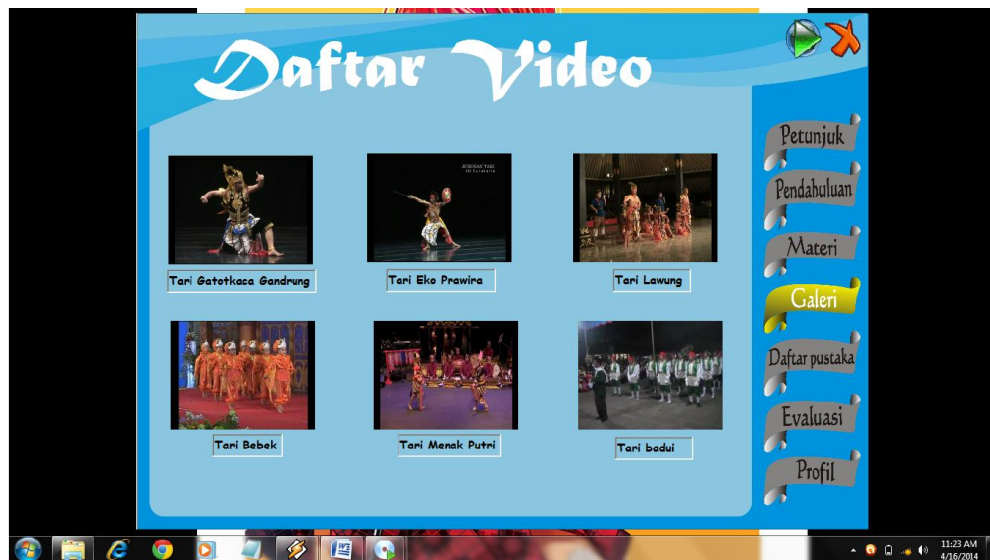 Daftar Video
Petunjuk
Pendahuluan
Materi
Galeri
Daftar pustaka
Evaluasi
Profil
Tari Gatotkaca Gandrung
Tari Eko Prawira
Tari Lawung
Tari Bebek
Tari Menak Putri
Tari badui
11:23 AM
4/16/2014